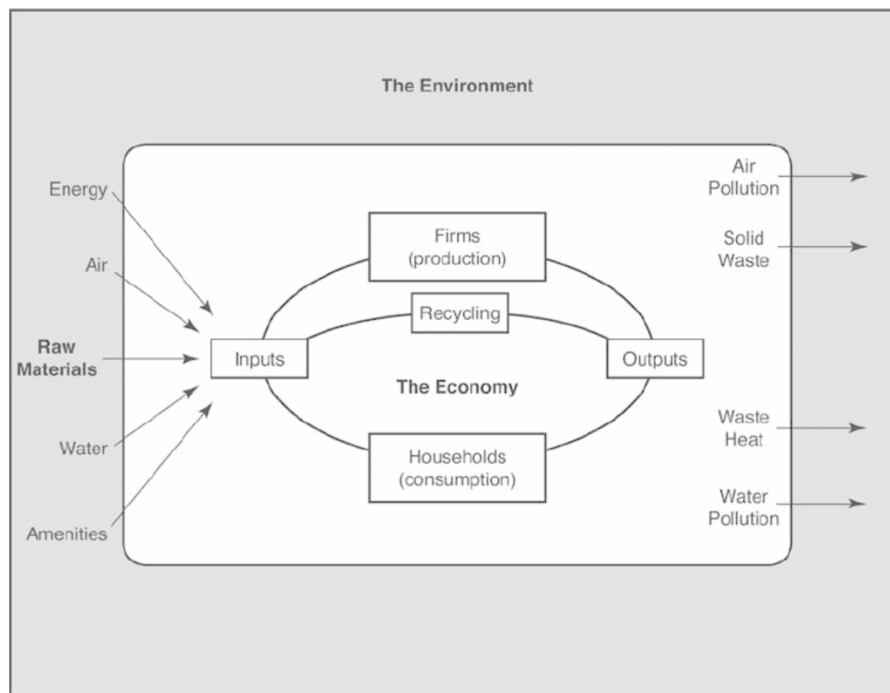 The Environment
Energy
Air
Raw
Materials
Water
Amenities
Firms
(production)
Recycling
Inputs
Outputs
The Economy
Households
(consumption)
Air
Pollution
Solid
Waste
Waste
Heat
Water
Pollution